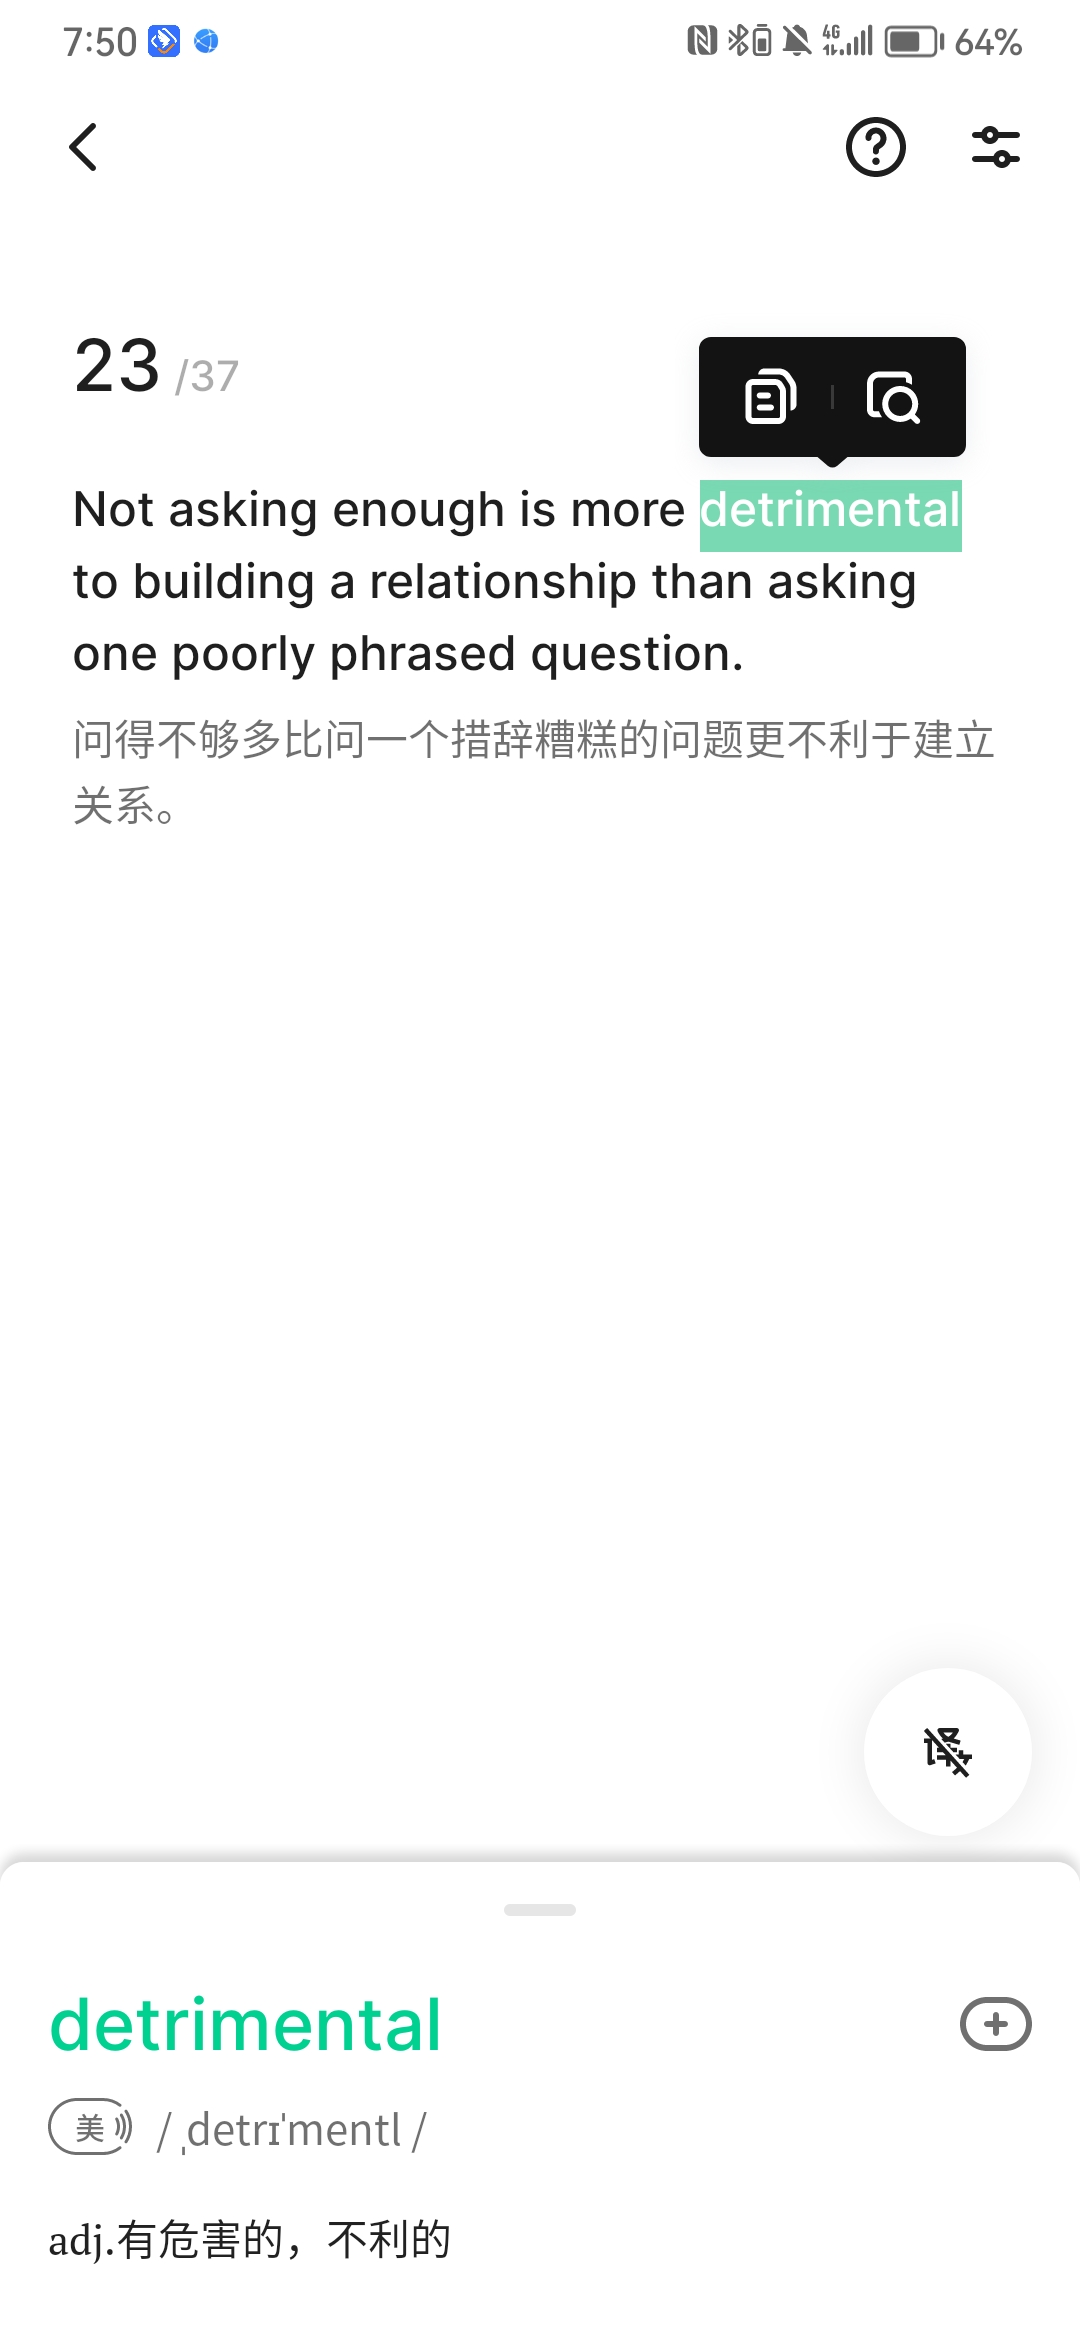 7:50
4G
64%
23 /37
Not asking enough is more detrimental
to building a relationship than asking
one poorly phrased question.
问得不够多比问一个措辞糟糕的问题更不利于建立
关系。
译
detrimental
美 / ˌdetrɪˈmentl /
adj.有危害的，不利的